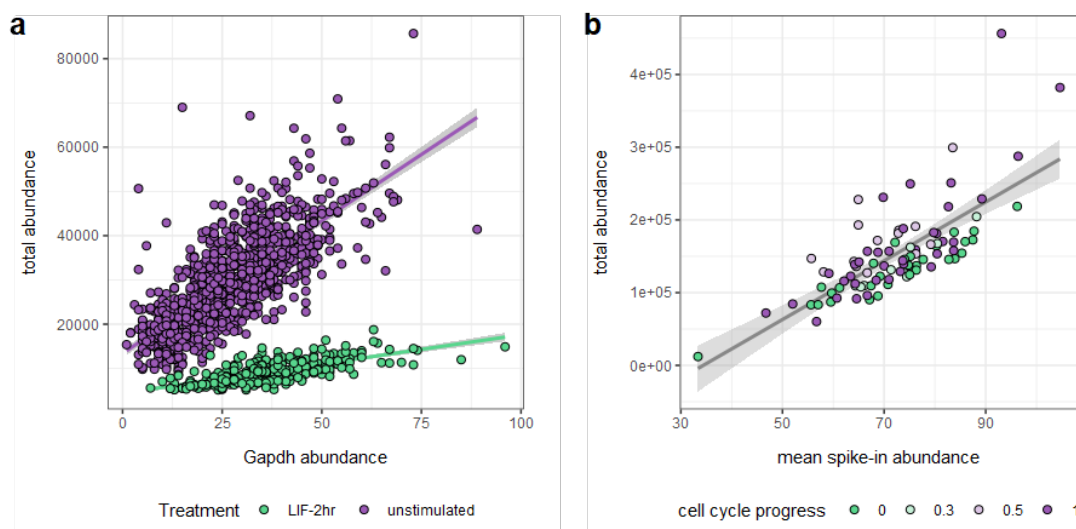 a
b
total abundance
80000
60000
40000
20000
0
25
50
75
100
Gapdh abundance
Treatment
LIF-2hr
unstimulated
total abundance
4e+05
3e+05
2e+05
1e+05
0e+00
30
50
70
90
mean spike-in abundance
cell cycle progress
0
0.3
0.5